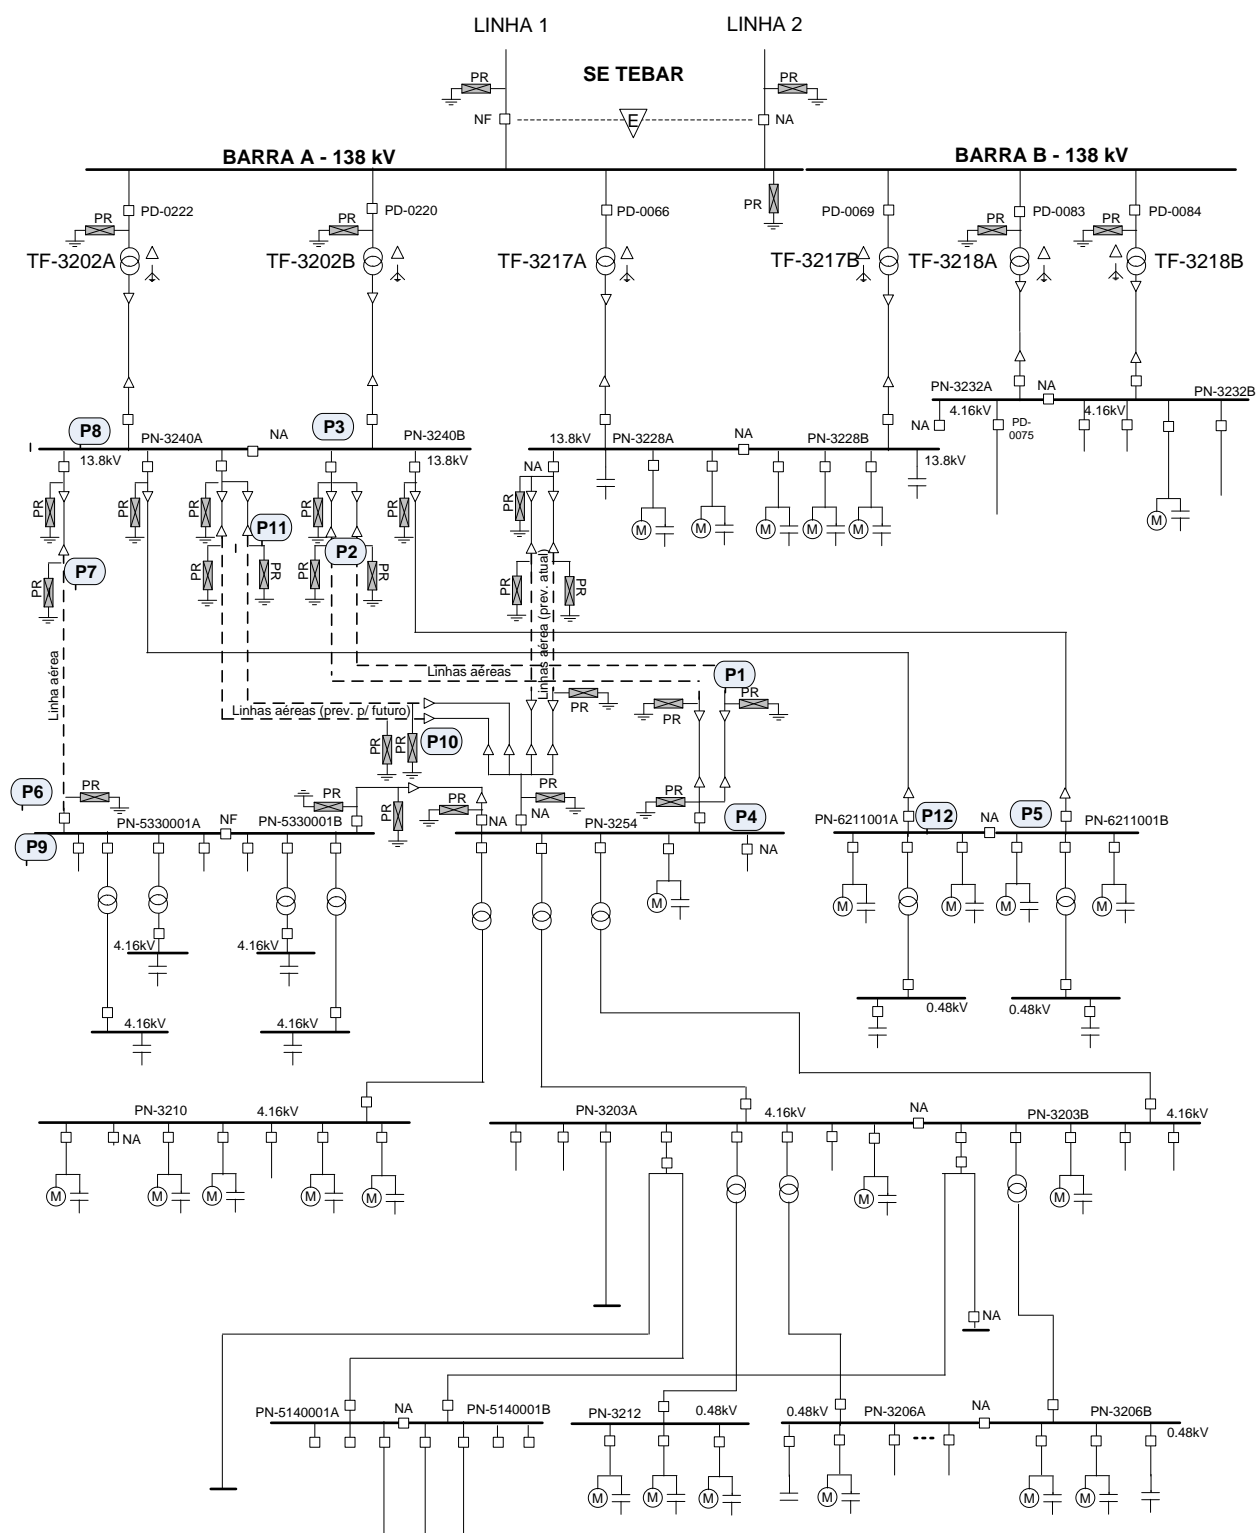 LINHA 1
LINHA 2
SE TEBAR
PR
PR
NF
E
NA
BARRA A - 138 kV
BARRA B - 138 kV
PR
PD-0222
PD-0220
PD-0066
PD-0069
PD-0083
PD-0084
PR
PR
PR
PR
TF-3202A
TF-3202B
TF-3217A
TF-3217B
TF-3218A
TF-3218B
PN-3232A
NA
PN-3232B
4.16kV
4.16kV
PD-
0075
NA
P8
P3
PN-3240A
NA
PN-3240B
13.8kV
PN-3228A
NA
PN-3228B
13.8kV
13.8kV
NA
13.8kV
PR
PR
PR
PR
PR
PR
M
M
M
M
M
M
P11
P2
P7
PR
PR
PR
PR
PR
PR
PR
Linha aérea
Linhas aérea (prev. atual)
Linhas aéreas
P1
PR
PR
PR
Linhas aéreas (prev. p/ futuro)
PR
PR
P10
P6
PR
PR
PR
PR
PR
PR
P9
PN-5330001A
NF
PN-5330001B
NA
NA
PN-3254
P4
NA
PN-6211001A
P12
NA
P5
PN-6211001B
M
M
M
M
M
4.16kV
4.16kV
4.16kV
4.16kV
0.48kV
0.48kV
PN-3210
4.16kV
PN-3203A
4.16kV
NA
PN-3203B
4.16kV
NA
M
M
M
M
M
M
M
NA
PN-5140001A
NA
PN-5140001B
PN-3212
0.48kV
0.48kV
PN-3206A
NA
PN-3206B
0.48kV
M
M
M
M
M
M